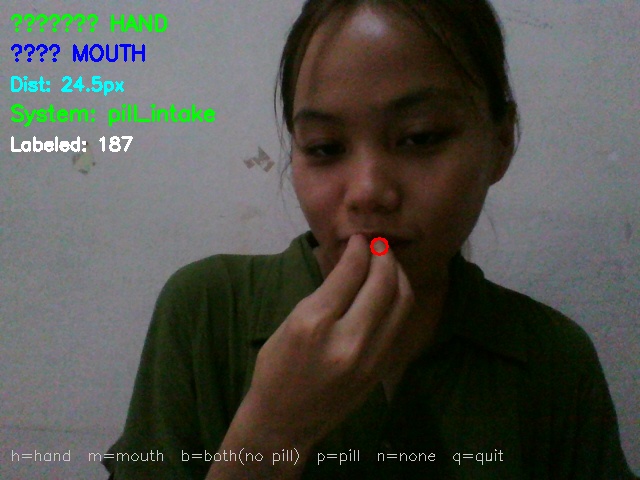 ??????? HAND
???? MOUTH
Dist: 24.5px
System: pill_intake
Labeled: 187
h=hand m=mouth b=both(no pill) p=pill n=none q=quit